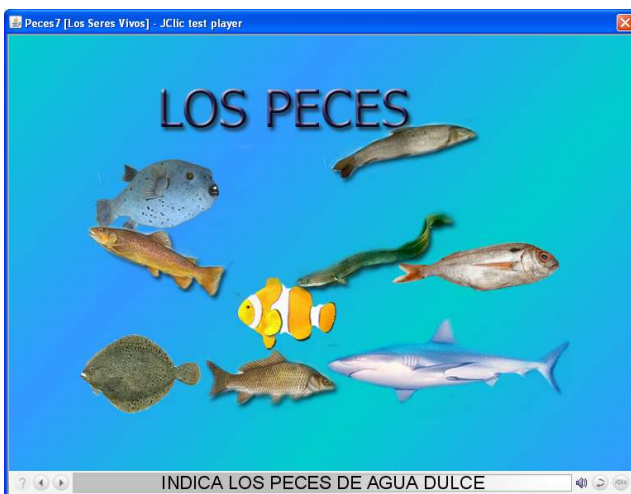 Peces7 [Los Seres Vivos] - JClic test player
LOS PECES
INDICA LOS PECES DE AGUA DULCE